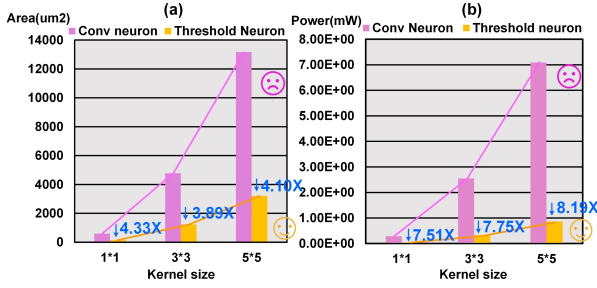 (a)
Area(um2)
Conv neuron Threshold Neuron
14000
12000
10000
8000
6000
4000
2000
0
↓4.33X
↓3.89X
↓4.10X
1*1 3*3 5*5
Kernel size
(b)
Power(mW)
Conv neuron Threshold neuron
8.00E+00
7.00E+00
6.00E+00
5.00E+00
4.00E+00
3.00E+00
2.00E+00
1.00E+00
0.00E+00
↓7.51X
↓7.75X
↓8.19X
1*1 3*3 5*5
Kernel size